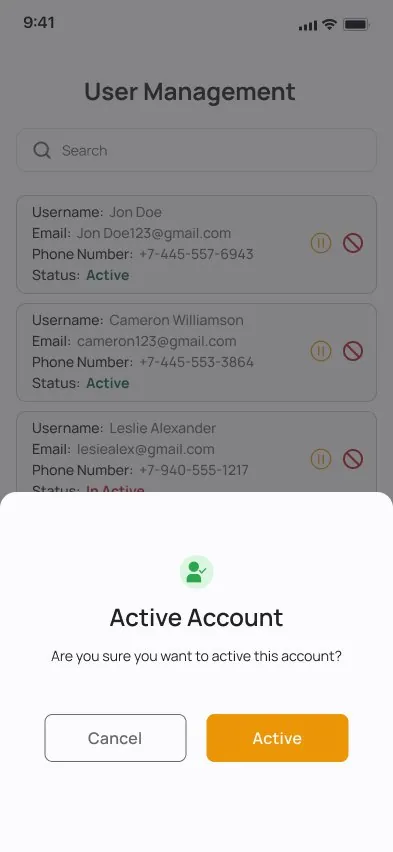 9:41
User Management
Search
Username: Jon Doe
Email: Jon Doe123@gmail.com
Phone Number: +7-445-557-6943
Status: Active
Username: Cameron Williamson
Email: cameron123@gmail.com
Phone Number: +7-445-553-3864
Status: Active
Username: Leslie Alexander
Email: lesiealex@gmail.com
Phone Number: +7-940-555-1217
Status: In Active
Active Account
Are you sure you want to active this account?
Cancel
Active